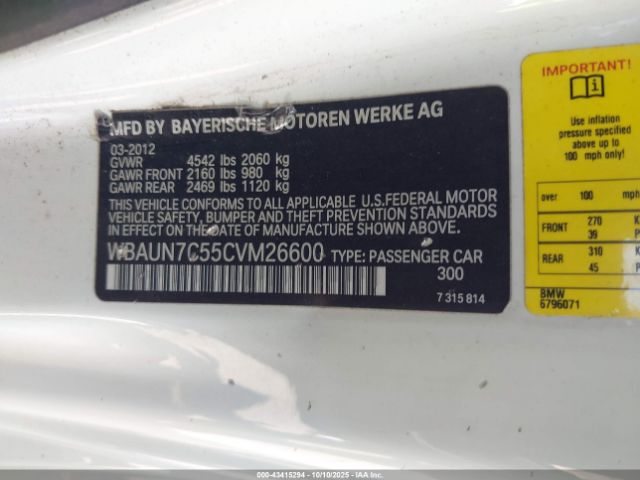 MFD BY BAYERISCHE MOTOREN WERKE AG
03-2012
GVWR 4542 lbs 2060 kg
GAWR FRONT 2160 lbs 980 kg
GAWR REAR 2469 lbs 1120 kg
THIS VEHICLE CONFORMS TO ALL APPLICABLE U.S.FEDERAL MOTOR
VEHICLE SAFETY, BUMPER AND THEFT PREVENTION STANDARDS
IN EFFECT ON THE DATE OF MANUFACTURE SHOWN ABOVE.
WBAUN7C55CVM26600 TYPE: PASSENGER CAR
300
7 315 814
IMPORTANT!
i
Use inflation
pressure specified
above for up to
100 mph only!
over 100 mph
FRONT 270
39
REAR 310
45
BMW
6796071
000-43415294 - 10/10/2025 - IAAI.COM